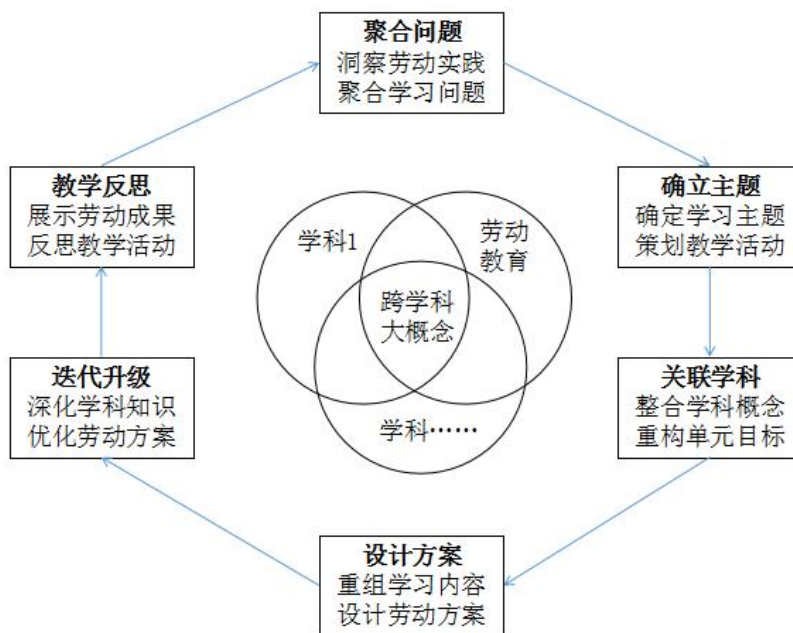 聚合问题
洞察劳动实践
聚合学习问题
教学反思
展示劳动成果
反思教学活动
学科1
劳动
教育
确立主题
确定学习主题
策划教学活动
跨学科
大概念
迭代升级
深化学科知识
优化劳动方案
学科……
关联学科
整合学科概念
重构单元目标
设计方案
重组学习内容
设计劳动方案